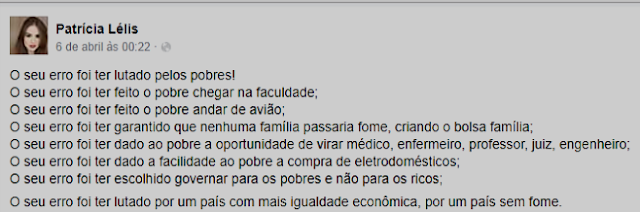 Patrícia Lélis
6 de abril às 00:22 ·
O seu erro foi ter lutado pelos pobres!
O seu erro foi ter feito o pobre chegar na faculdade;
O seu erro foi ter feito o pobre andar de avião;
O seu erro foi ter garantido que nenhuma família passaria fome, criando o bolsa família;
O seu erro foi ter dado ao pobre a oportunidade de virar médico, enfermeiro, professor, juiz, engenheiro;
O seu erro foi ter dado a facilidade ao pobre a compra de eletrodomésticos;
O seu erro foi ter escolhido governar para os pobres e não para os ricos;
O seu erro foi ter lutado por um país com mais igualdade econômica, por um país sem fome.